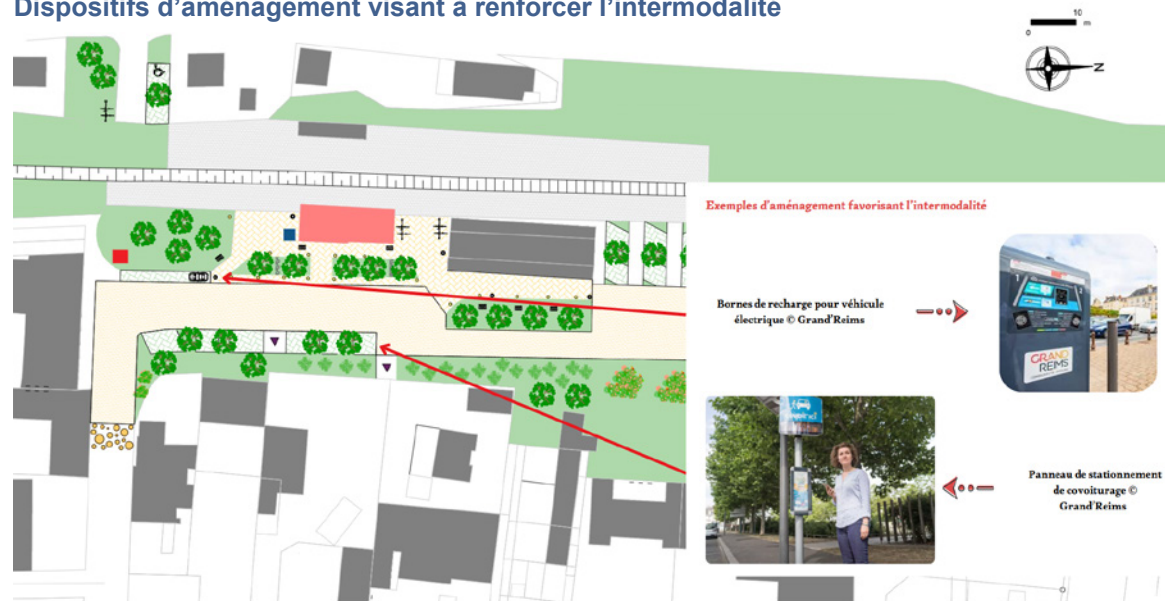 Dispositifs d'aménagement visant à renforcer l'intermodalité
10
m
0
N
Exemples d'aménagement favorisant l'intermodalité
Bornes de recharge pour véhicule
électrique © Grand'Reims
GRAND
REIMS
Panneau de stationnement
de covoiturage ©
Grand'Reims